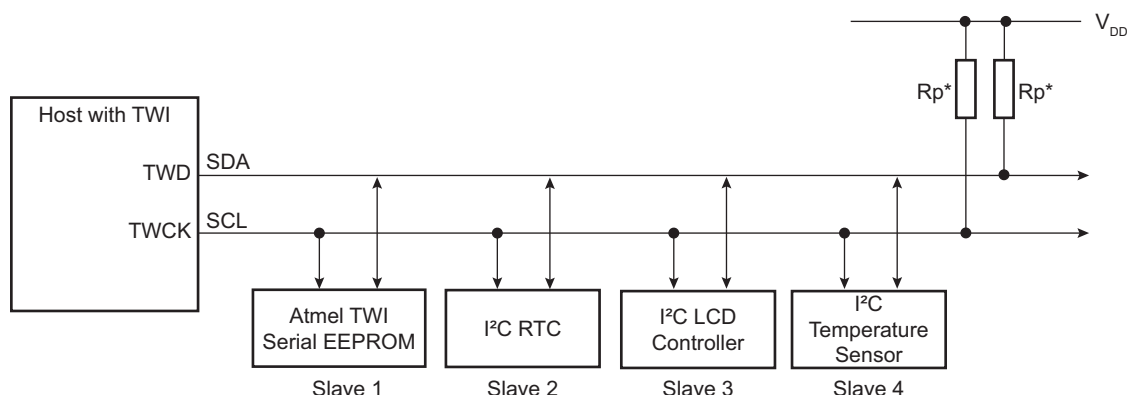 V_DD
Rp* Rp*
Host with TWI
TWD SDA
TWCK SCL
Atmel TWI
Serial EEPROM
I²C RTC
I²C LCD
Controller
I²C
Temperature
Sensor
Slave 1 Slave 2 Slave 3 Slave 4